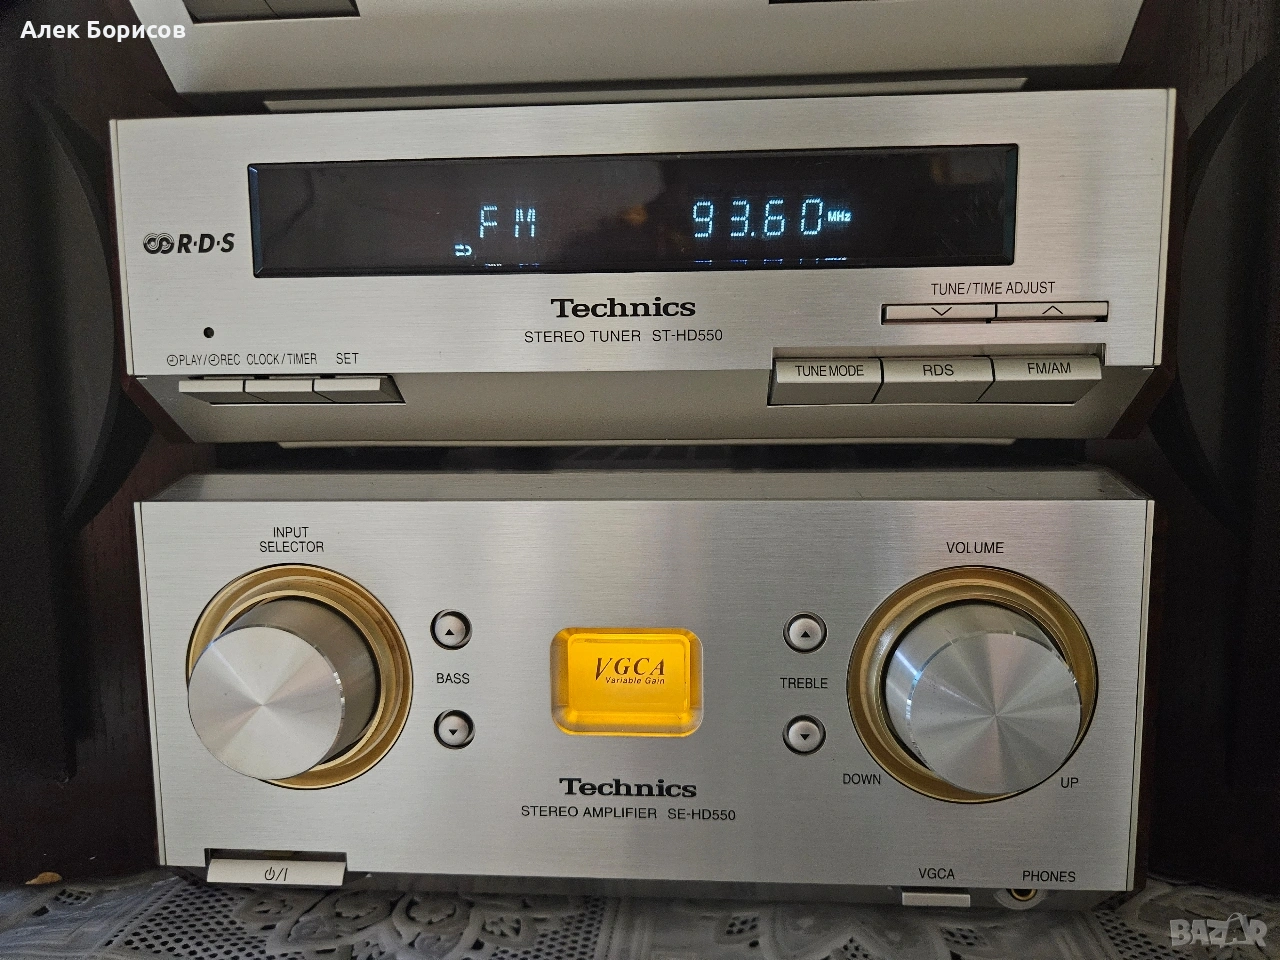 Алек Борисов
FM 93.60 MHz
R·D·S
TUNE/TIME ADJUST
Technics
STEREO TUNER ST-HD550
PLAY/REC CLOCK/TIMER SET
TUNE MODE RDS FM/AM
INPUT
SELECTOR
VOLUME
VGCA
Variable Gain
BASS
TREBLE
DOWN
UP
Technics
STEREO AMPLIFIER SE-HD550
⏻/I
VGCA
PHONES
BAZAR